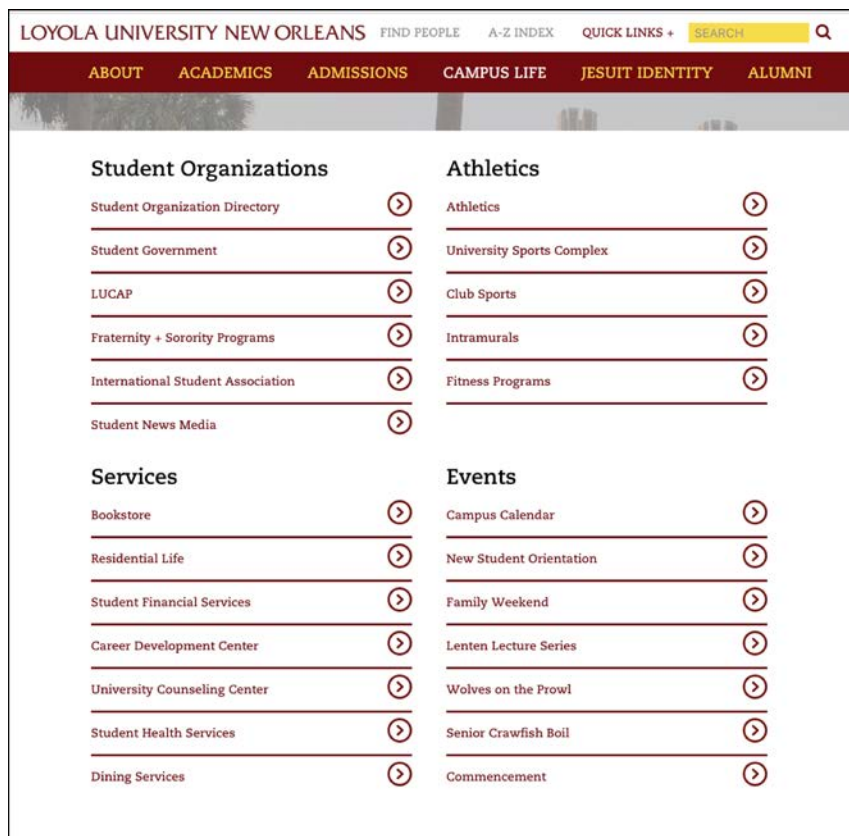 LOYOLA UNIVERSITY NEW ORLEANS FIND PEOPLE A-Z INDEX QUICK LINKS + SEARCH
ABOUT ACADEMICS ADMISSIONS CAMPUS LIFE JESUIT IDENTITY ALUMNI
Student Organizations
Student Organization Directory
Student Government
LUCAP
Fraternity + Sorority Programs
International Student Association
Student News Media
Athletics
Athletics
University Sports Complex
Club Sports
Intramurals
Fitness Programs
Services
Bookstore
Residential Life
Student Financial Services
Career Development Center
University Counseling Center
Student Health Services
Dining Services
Events
Campus Calendar
New Student Orientation
Family Weekend
Lenten Lecture Series
Wolves on the Prowl
Senior Crawfish Boil
Commencement